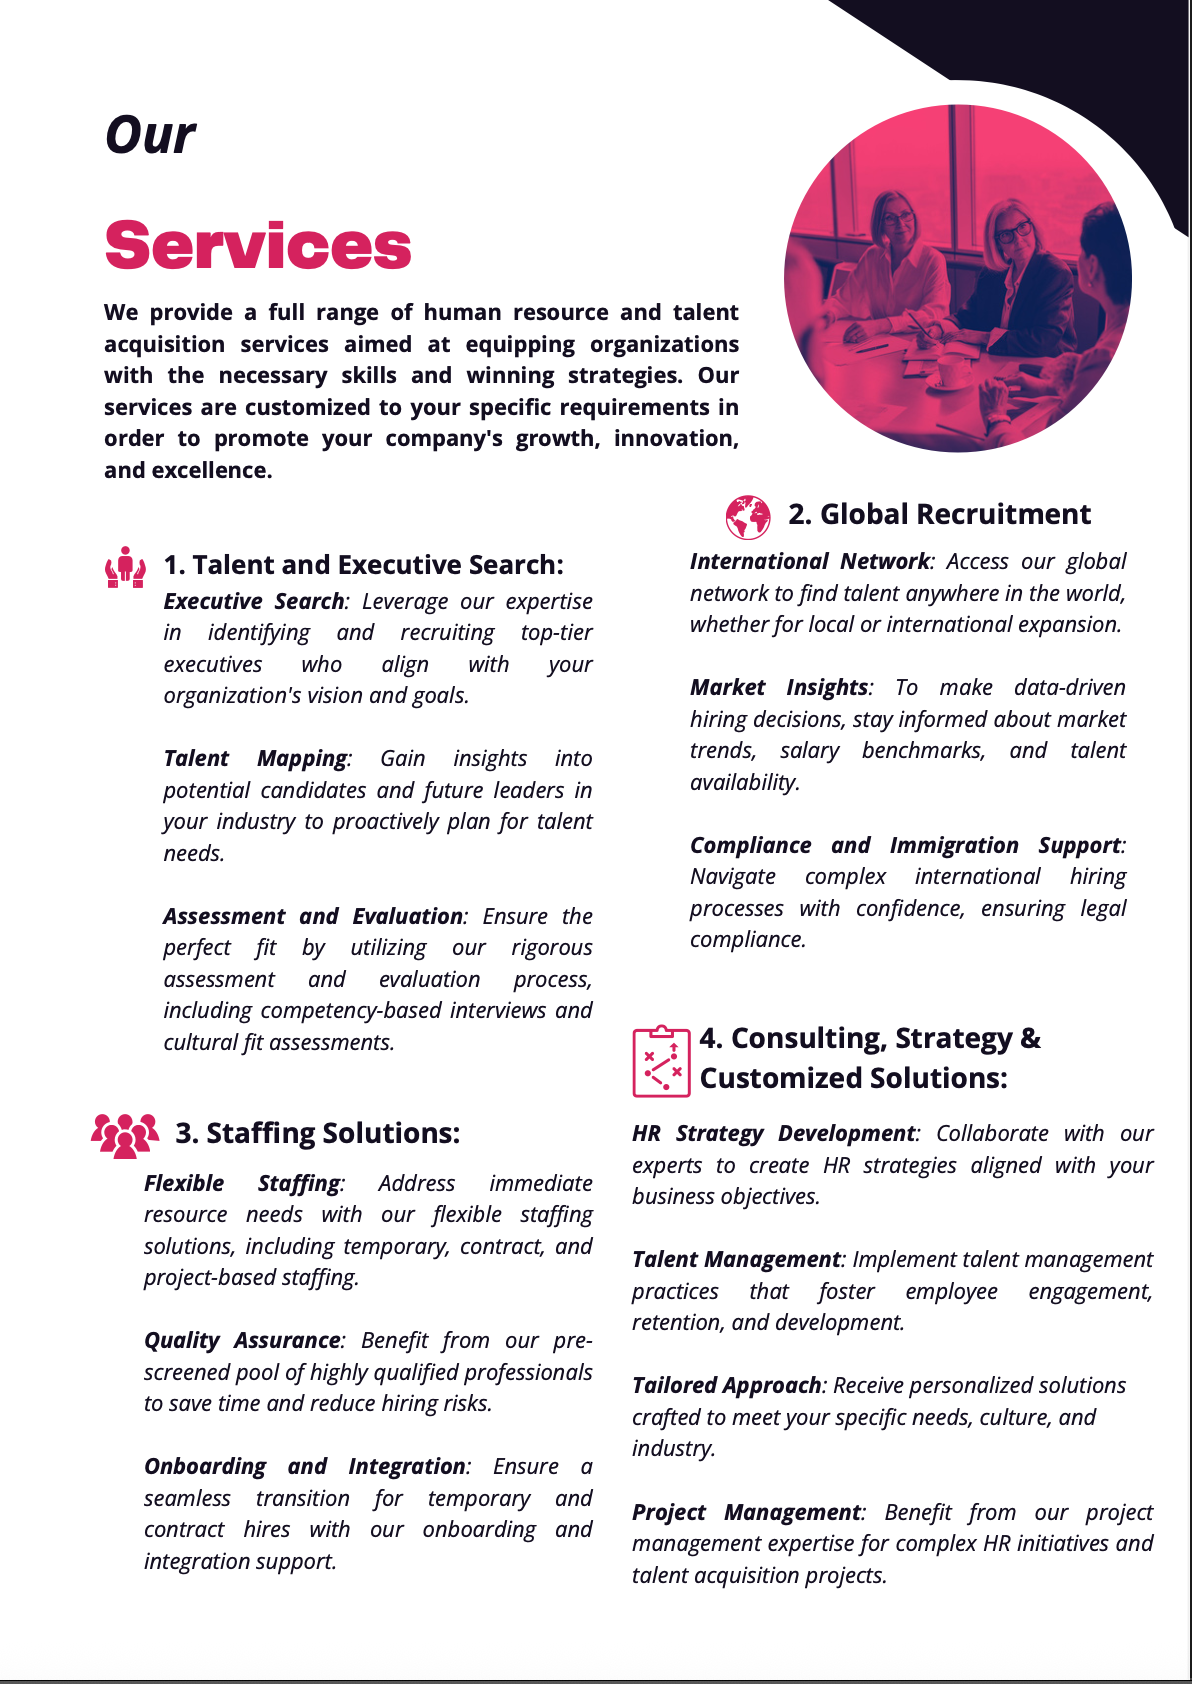 Our
Services
We provide a full range of human resource and talent
acquisition services aimed at equipping organizations
with the necessary skills and winning strategies. Our
services are customized to your specific requirements in
order to promote your company's growth, innovation,
and excellence.
1. Talent and Executive Search:
Executive Search: Leverage our expertise
in identifying and recruiting top-tier
executives who align with your
organization's vision and goals.
Talent Mapping: Gain insights into
potential candidates and future leaders in
your industry to proactively plan for talent
needs.
Assessment and Evaluation: Ensure the
perfect fit by utilizing our rigorous
assessment and evaluation process,
including competency-based interviews and
cultural fit assessments.
2. Global Recruitment
International Network: Access our global
network to find talent anywhere in the world,
whether for local or international expansion.
Market Insights: To make data-driven
hiring decisions, stay informed about market
trends, salary benchmarks, and talent
availability.
Compliance and Immigration Support:
Navigate complex international hiring
processes with confidence, ensuring legal
compliance.
3. Staffing Solutions:
Flexible Staffing: Address immediate
resource needs with our flexible staffing
solutions, including temporary, contract, and
project-based staffing.
Quality Assurance: Benefit from our pre-
screened pool of highly qualified professionals
to save time and reduce hiring risks.
Onboarding and Integration: Ensure a
seamless transition for temporary and
contract hires with our onboarding and
integration support.
4. Consulting, Strategy &
Customized Solutions:
HR Strategy Development: Collaborate with our
experts to create HR strategies aligned with your
business objectives.
Talent Management: Implement talent management
practices that foster employee engagement,
retention, and development.
Tailored Approach: Receive personalized solutions
crafted to meet your specific needs, culture, and
industry.
Project Management: Benefit from our project
management expertise for complex HR initiatives and
talent acquisition projects.